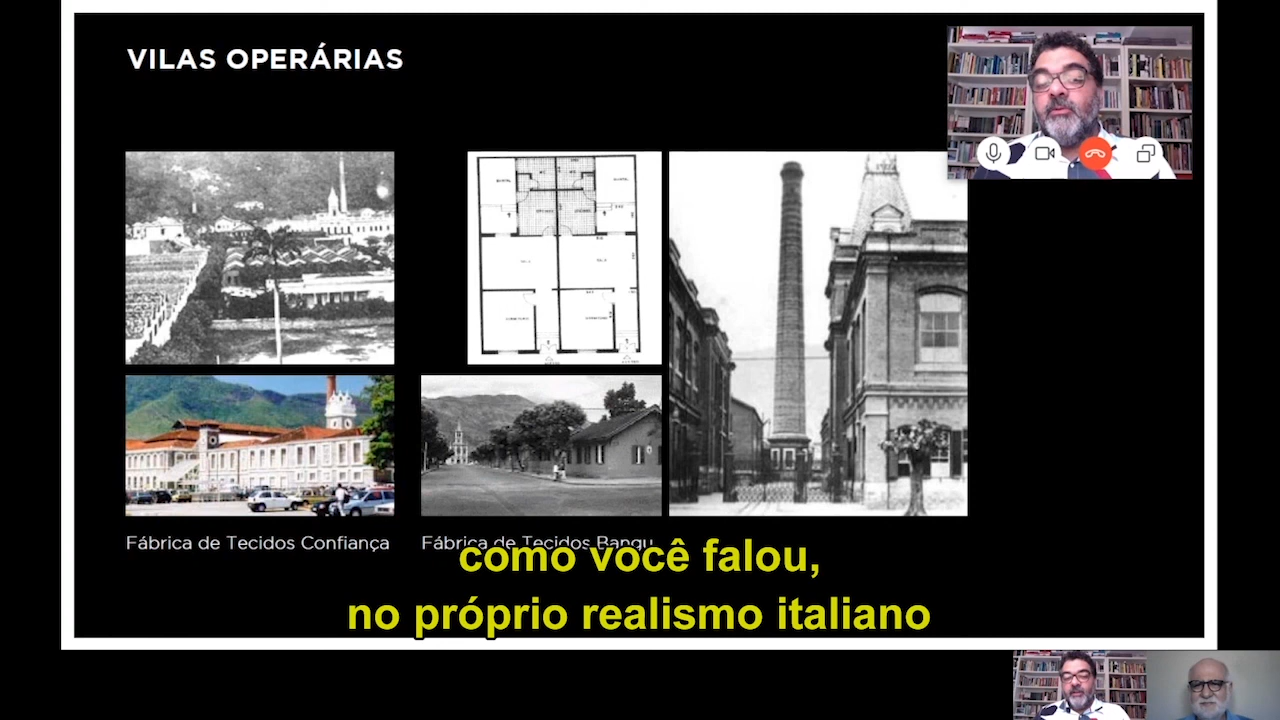 VILAS OPERÁRIAS
Fábrica de Tecidos Confiança
Fábrica de Tecidos Bangu
como você falou,
no próprio realismo italiano